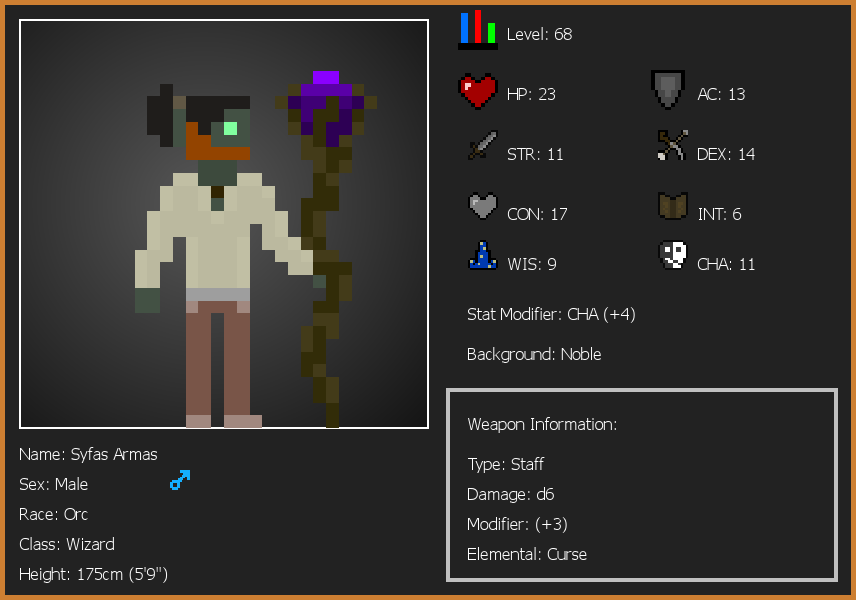 Level: 68
HP: 23
AC: 13
STR: 11
DEX: 14
CON: 17
INT: 6
WIS: 9
CHA: 11
Stat Modifier: CHA (+4)
Background: Noble
Weapon Information:
Type: Staff
Damage: d6
Modifier: (+3)
Elemental: Curse
Name: Syfas Armas
Sex: Male
Race: Orc
Class: Wizard
Height: 175cm (5'9")